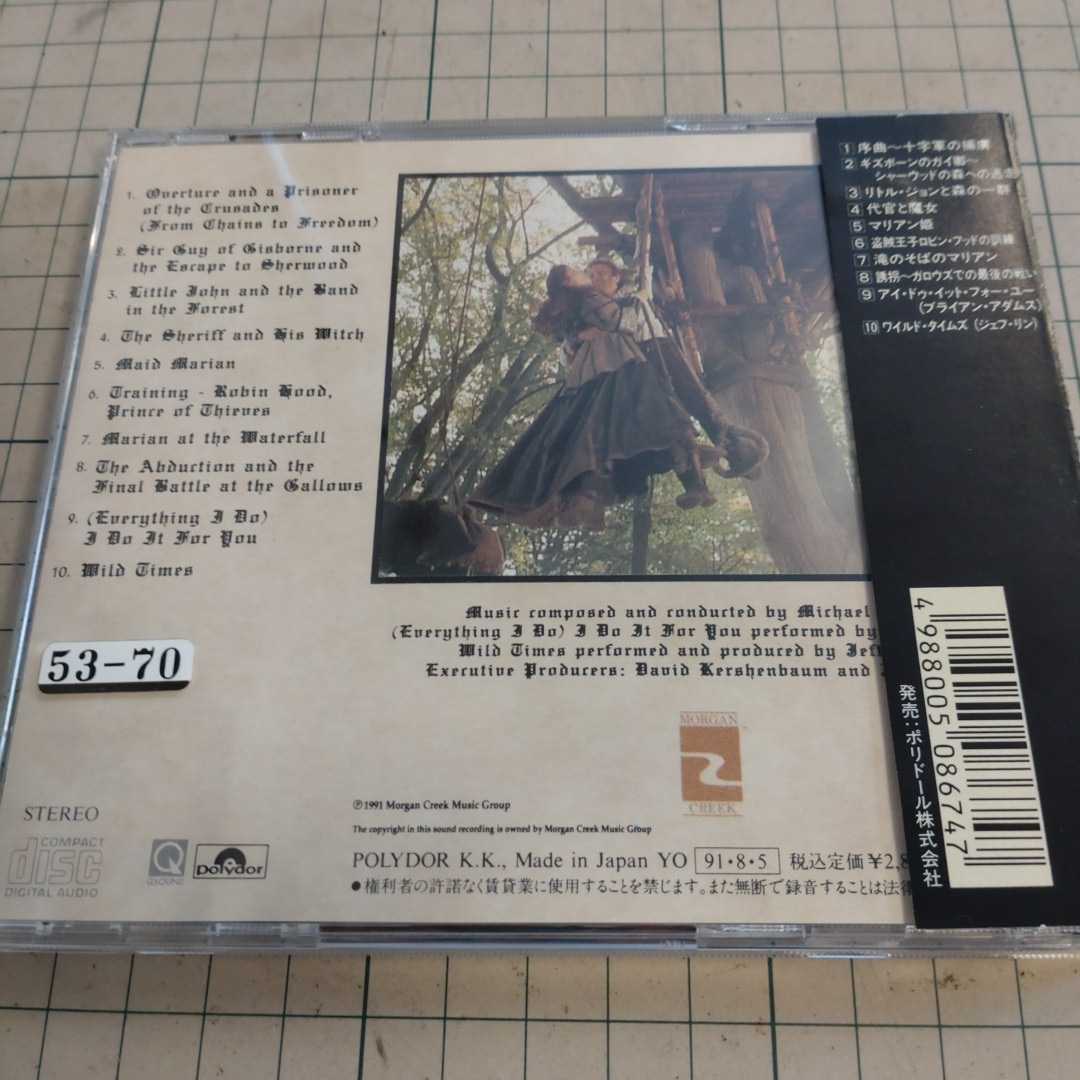 1. Overture and a Prisoner
of the Crusades
(From Chains to Freedom)
2. Sir Guy of Gisborne and
the Escape to Sherwood
3. Little John and the Band
in the Forest
4. The Sheriff and His Witch
5. Maid Marian
6. Training - Robin Hood,
Prince of Thieves
7. Marian at the Waterfall
8. The Abduction and the
Final Battle at the Gallows
9. (Everything I Do)
I Do It For You
10. Wild Times
53-70
Music composed and conducted by Michael
(Everything I Do) I Do It For You performed by
Wild Times performed and produced by Jef
Executive Producers: David Kershenbaum and
MORGAN
CREEK
℗1991 Morgan Creek Music Group
The copyright in this sound recording is owned by Morgan Creek Music Group
POLYDOR K.K., Made in Japan YO 91・8・5 税込定価¥2,8
●権利者の許諾なく賃貸業に使用することを禁じます。また無断で録音することは法律
STEREO
COMPACT
disc
DIGITAL AUDIO
Q
QSOUND
polydor
1 序曲〜十字軍の捕虜
2 ギズボーンのガイ卿〜
シャーウッドの森への逃走
3 リトル・ジョンと森の一群
4 代官と魔女
5 マリアン姫
6 盗賊王子ロビン・フッドの訓練
7 滝のそばのマリアン
8 誘拐〜ガロウズでの最後の戦い
9 アイ・ドゥ・イット・フォー・ユー
(ブライアン・アダムス)
10 ワイルド・タイムズ (ジェフ・リン)
4988005086747
発売：ポリドール株式会社